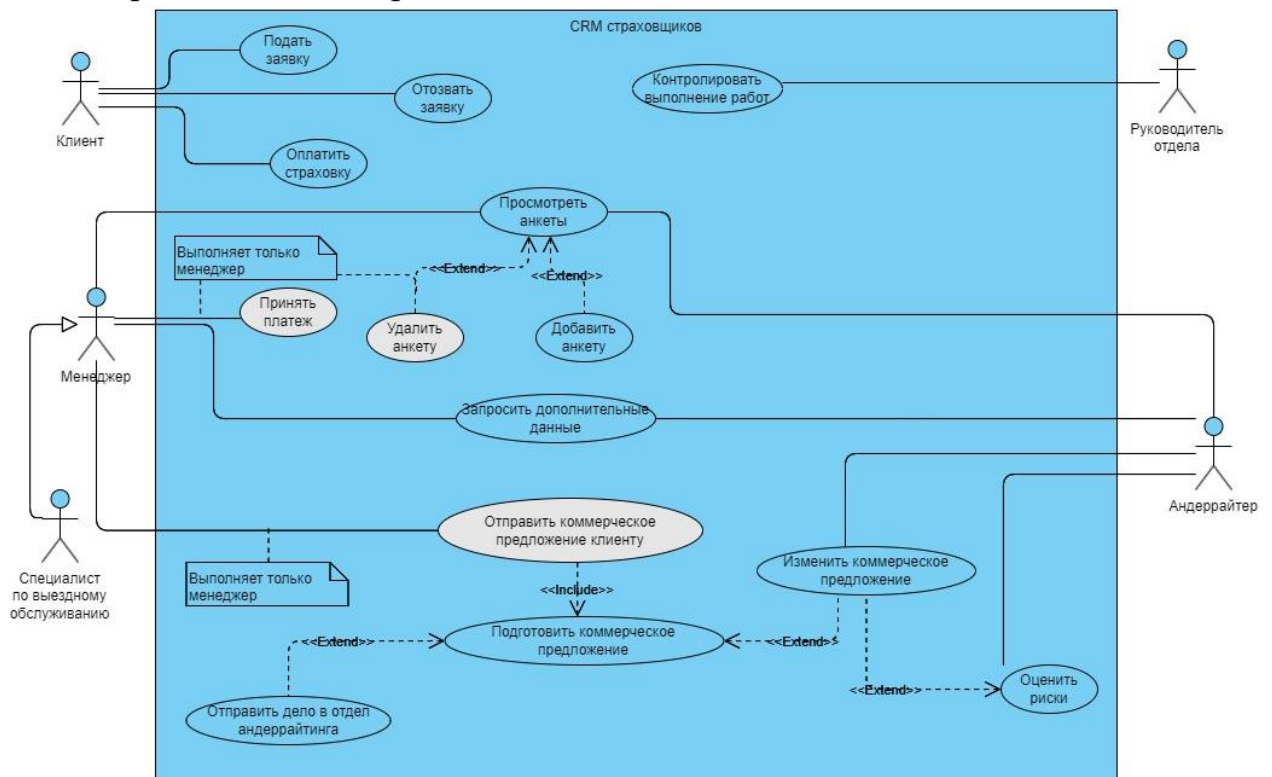 CRM страховщиков
Подать
заявку
Отозвать
заявку
Оплатить
страховку
Клиент
Контролировать
выполнение работ
Руководитель
отдела
Просмотреть
анкеты
Выполняет только
менеджер
<<Extend>>
<<Extend>>
Принять
платеж
Удалить
анкету
Добавить
анкету
Менеджер
Запросить дополнительные
данные
Андеррайтер
Отправить коммерческое
предложение клиенту
Специалист
по выездному
обслуживанию
Выполняет только
менеджер
Изменить коммерческое
предложение
<<Include>>
Подготовить коммерческое
предложение
<<Extend>>
<<Extend>>
<<Extend>>
Оценить
риски
Отправить дело в отдел
андеррайтинга